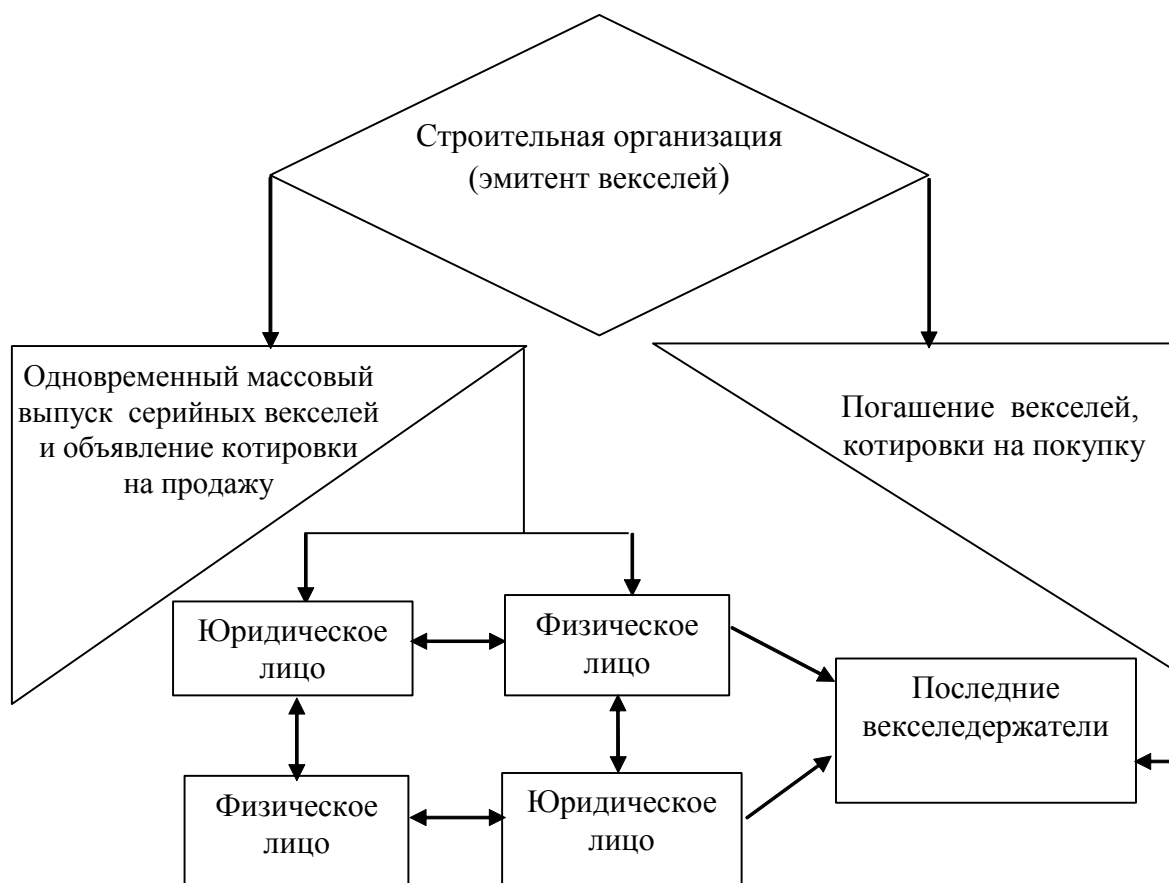 Строительная организация
(эмитент векселей)
Одновременный массовый
выпуск серийных векселей
и объявление котировки
на продажу
Погашение векселей,
котировки на покупку
Юридическое
лицо
Физическое
лицо
Последние
векселедержатели
Физическое
лицо
Юридическое
лицо